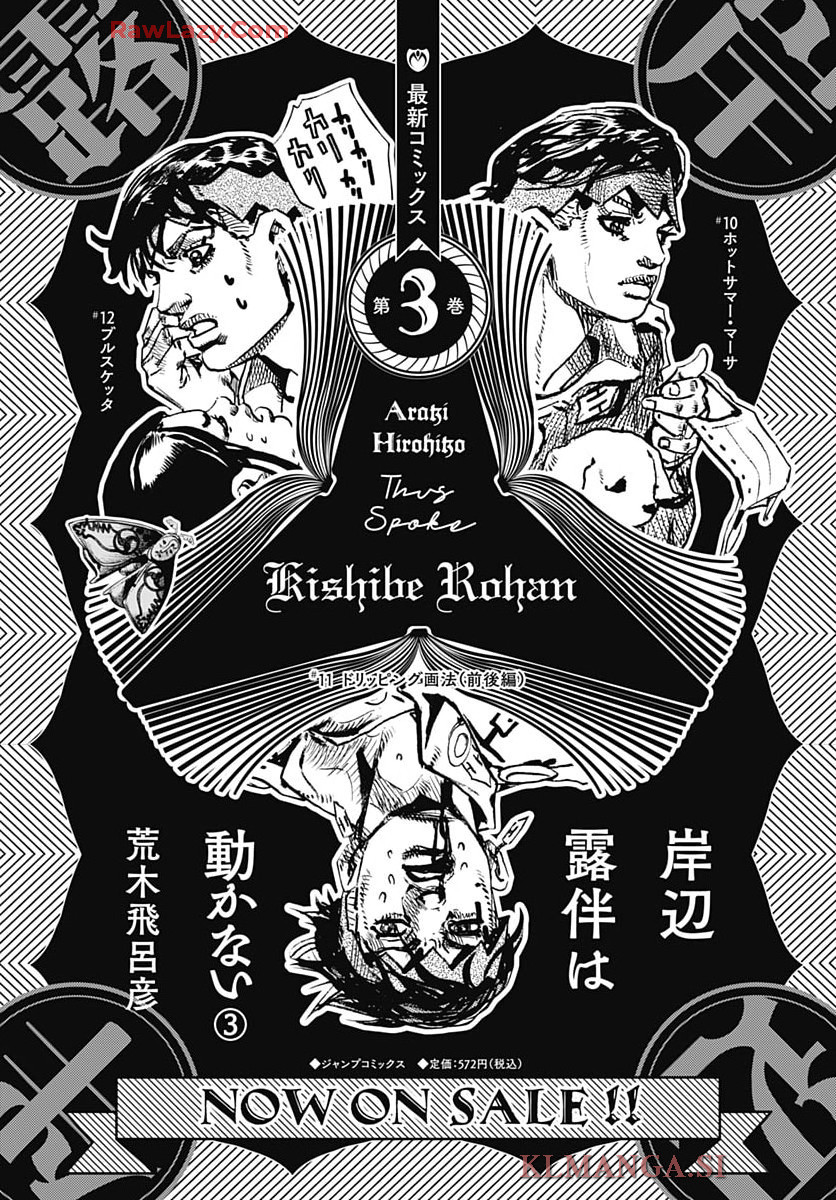 RawLazy.Com
最新コミックス
第3巻
カリカリ
カリカリ
カリ
#10ホットサマー・マーサ
#12ブルスケッタ
Araki
Hirohiko
Thus
Spoke
Kishibe Rohan
#11 ドリッピング画法(前後編)
岸辺
露伴は
動かない③
荒木飛呂彦
◆ジャンプコミックス ◆定価:572円(税込)
NOW ON SALE!!
KLMANGA.SI
露